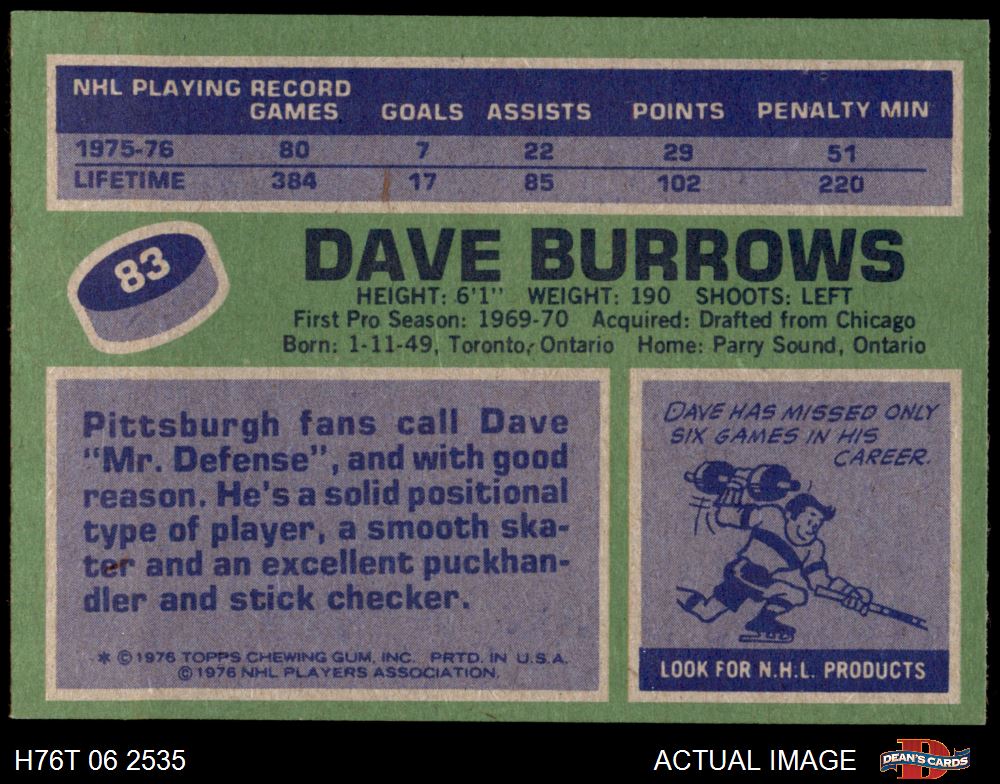 NHL PLAYING RECORD
GAMES GOALS ASSISTS POINTS PENALTY MIN
1975-76 80 7 22 29 51
LIFETIME 384 17 85 102 220
83
DAVE BURROWS
HEIGHT: 6'1" WEIGHT: 190 SHOOTS: LEFT
First Pro Season: 1969-70 Acquired: Drafted from Chicago
Born: 1-11-49, Toronto, Ontario Home: Parry Sound, Ontario
Pittsburgh fans call Dave
"Mr. Defense", and with good
reason. He's a solid positional
type of player, a smooth ska-
ter and an excellent puckhan-
dler and stick checker.
* © 1976 TOPPS CHEWING GUM, INC. PRTD. IN U.S.A.
© 1976 NHL PLAYERS ASSOCIATION.
DAVE HAS MISSED ONLY
SIX GAMES IN HIS
CAREER.
LOOK FOR N.H.L. PRODUCTS
H76T 06 2535
ACTUAL IMAGE
D
DEAN'S CARDS